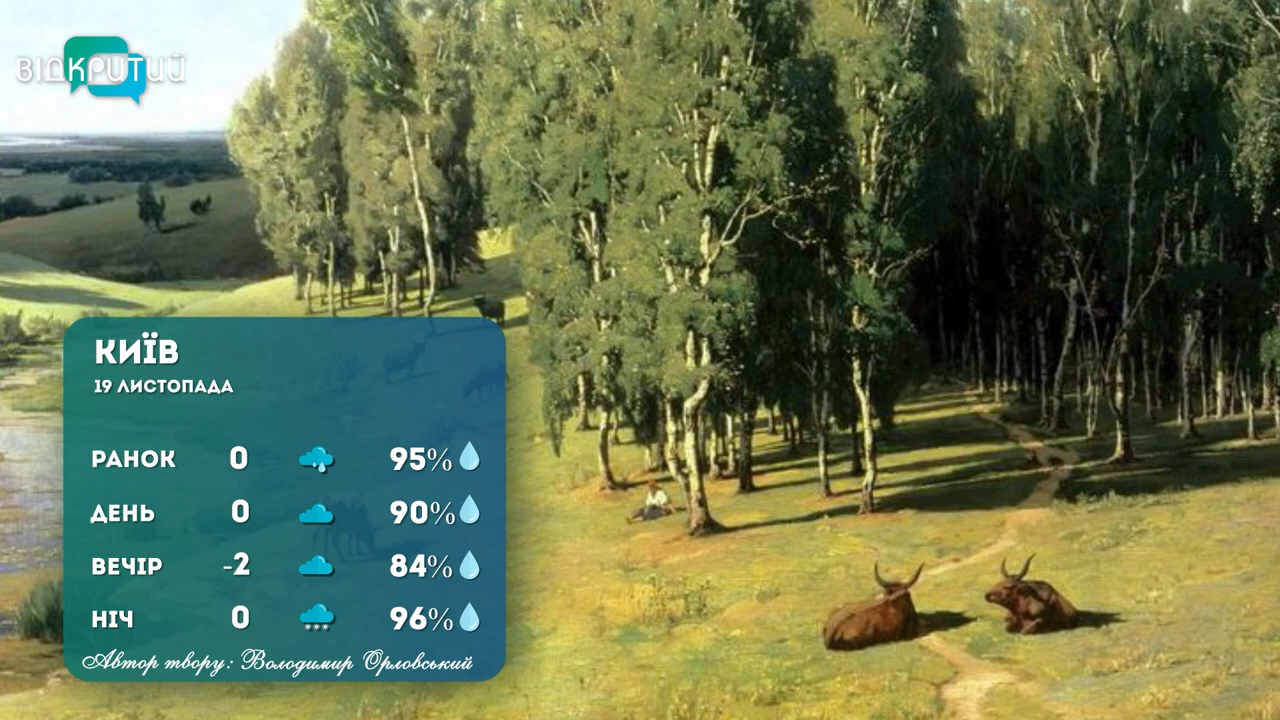 ВІДКРИТИЙ
КИЇВ
19 ЛИСТОПАДА
РАНОК 0 95%
ДЕНЬ 0 90%
ВЕЧІР -2 84%
НІЧ 0 96%
Автор твору: Володимир Орловський